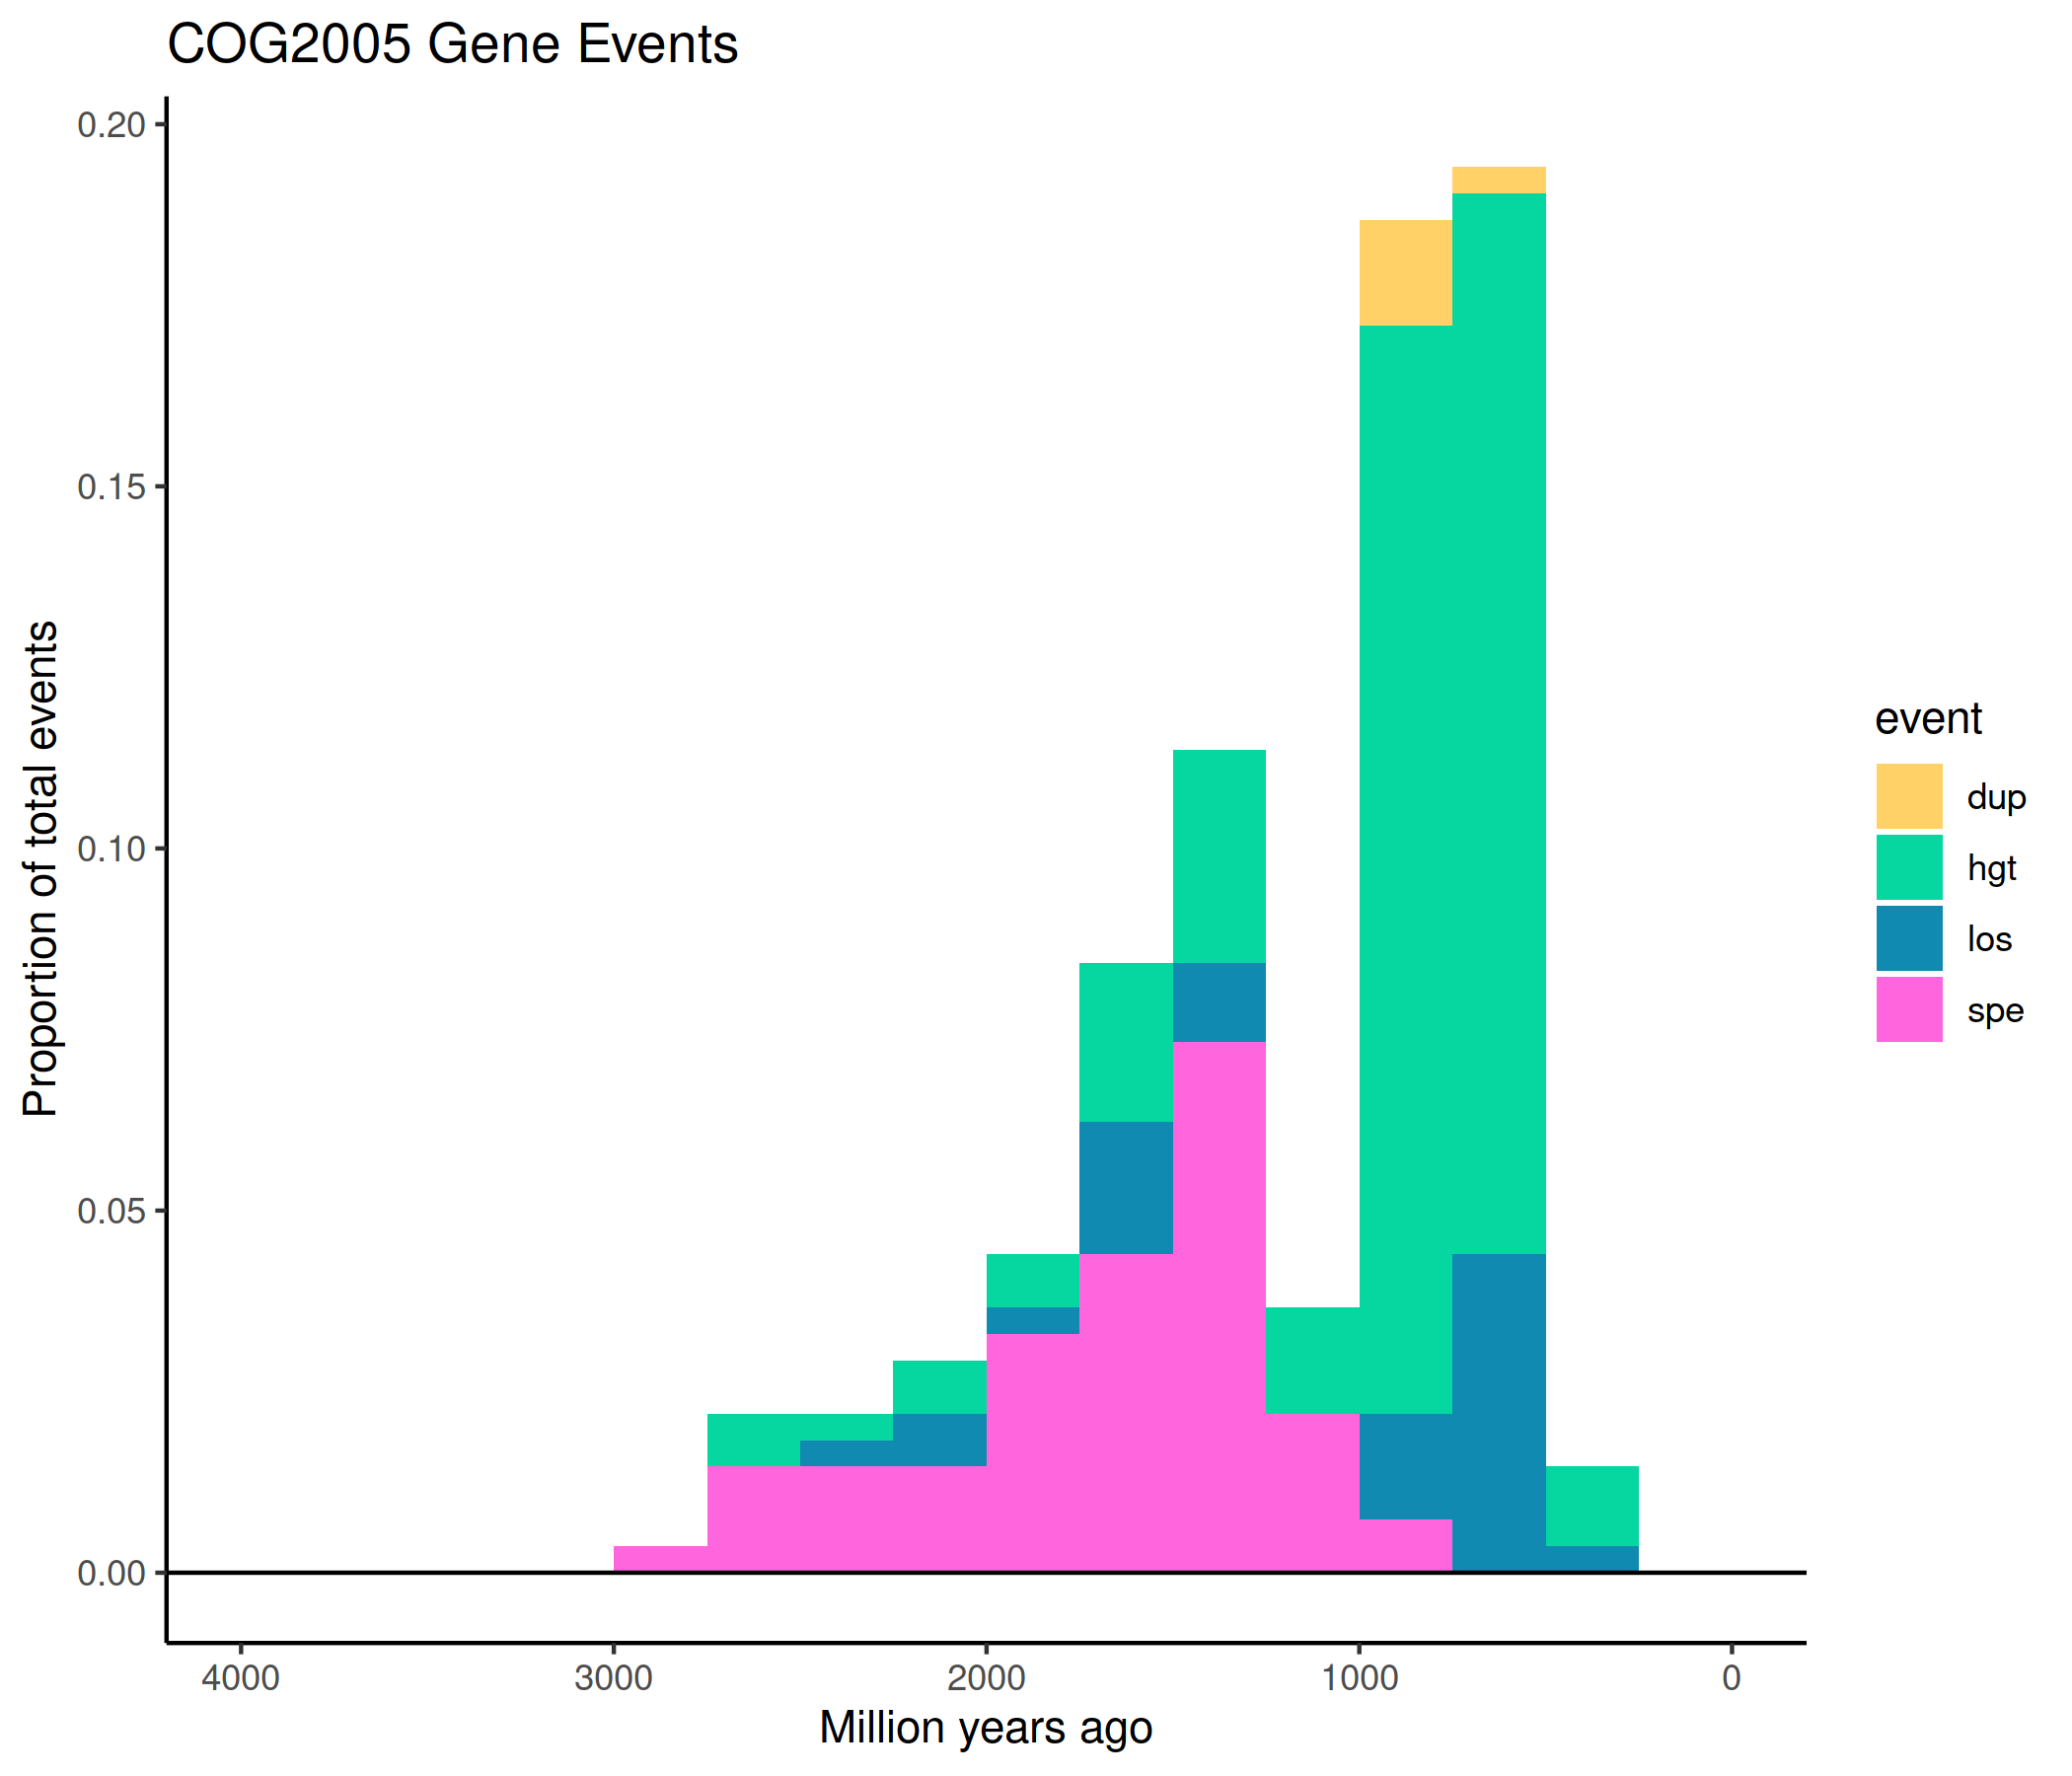 COG2005 Gene Events
0.20
0.15
0.10
0.05
0.00
Proportion of total events
4000 3000 2000 1000 0
Million years ago
event
dup
hgt
los
spe